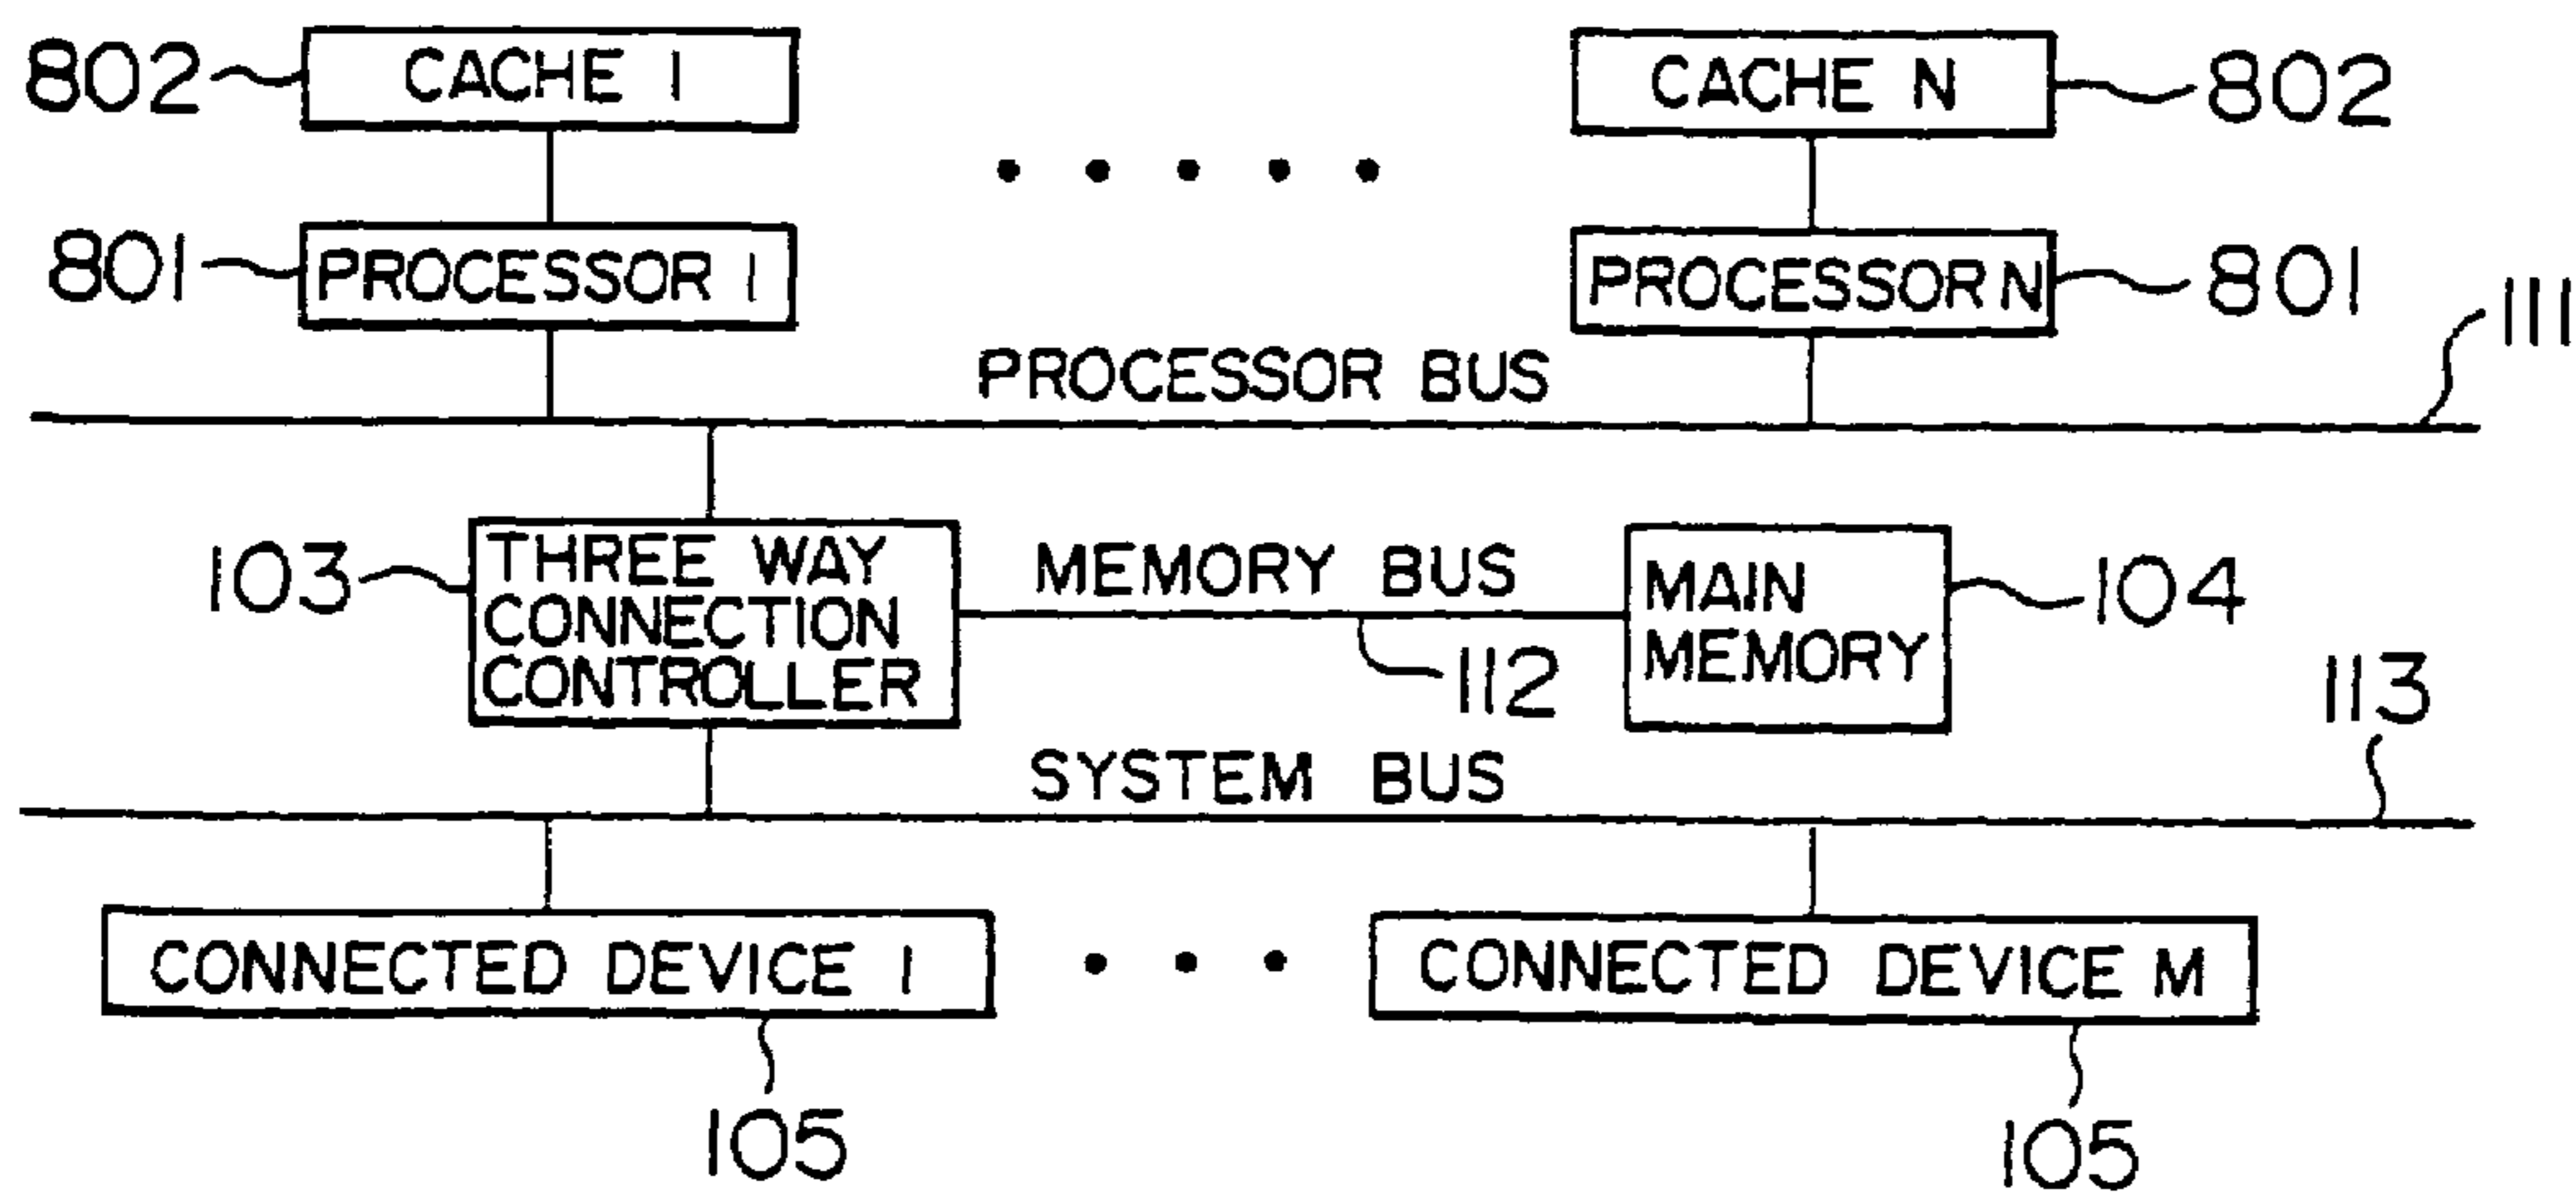 802 CACHE 1 CACHE N 802
801 PROCESSOR 1 PROCESSOR N 801
PROCESSOR BUS 111
103 THREE WAY
CONNECTION
CONTROLLER
MEMORY BUS
112
MAIN
MEMORY
104
SYSTEM BUS 113
CONNECTED DEVICE 1 CONNECTED DEVICE M
105 105